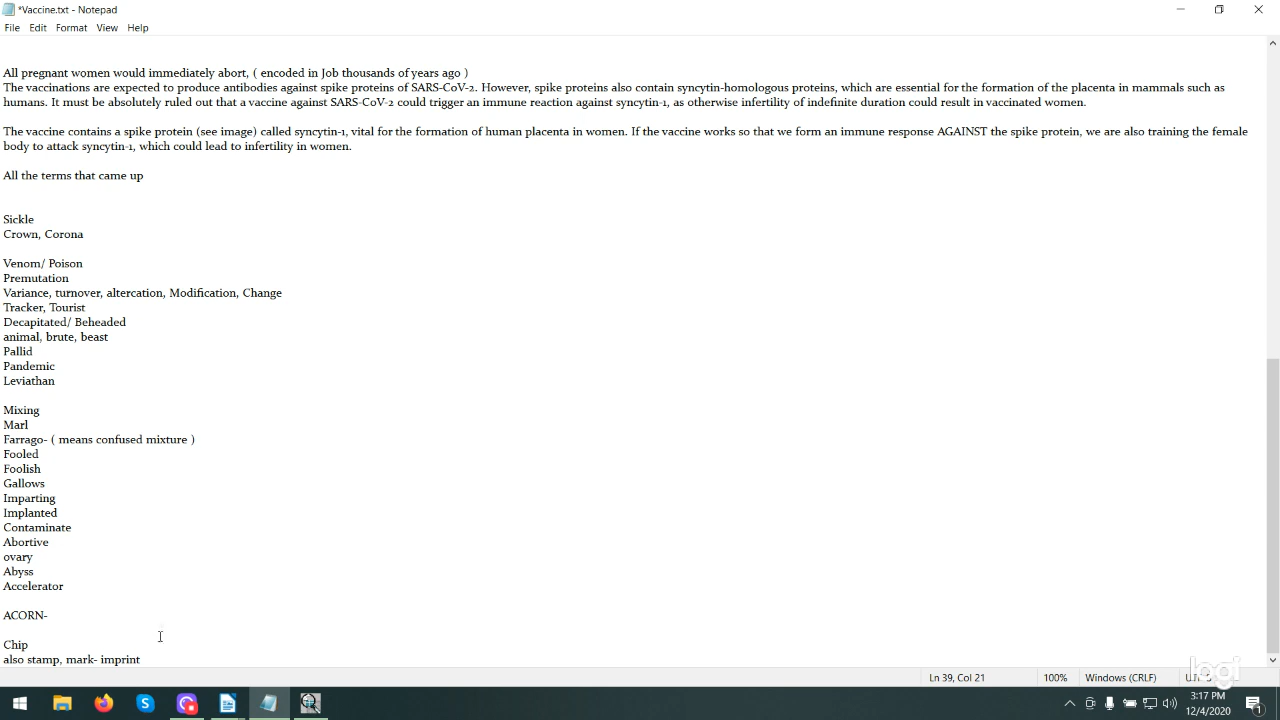 *Vaccine.txt - Notepad
File Edit Format View Help
All pregnant women would immediately abort, ( encoded in Job thousands of years ago )
The vaccinations are expected to produce antibodies against spike proteins of SARS-CoV-2. However, spike proteins also contain syncytin-homologous proteins, which are essential for the formation of the placenta in mammals such as
humans. It must be absolutely ruled out that a vaccine against SARS-CoV-2 could trigger an immune reaction against syncytin-1, as otherwise infertility of indefinite duration could result in vaccinated women.
The vaccine contains a spike protein (see image) called syncytin-1, vital for the formation of human placenta in women. If the vaccine works so that we form an immune response AGAINST the spike protein, we are also training the female
body to attack syncytin-1, which could lead to infertility in women.
All the terms that came up
Sickle
Crown, Corona
Venom/ Poison
Premutation
Variance, turnover, altercation, Modification, Change
Tracker, Tourist
Decapitated/ Beheaded
animal, brute, beast
Pallid
Pandemic
Leviathan
Mixing
Marl
Farrago- ( means confused mixture )
Fooled
Foolish
Gallows
Imparting
Implanted
Contaminate
Abortive
ovary
Abyss
Accelerator
ACORN-
Chip
also stamp, mark- imprint
logi
Ln 39, Col 21 100% Windows (CRLF)
3:17 PM
12/4/2020
1